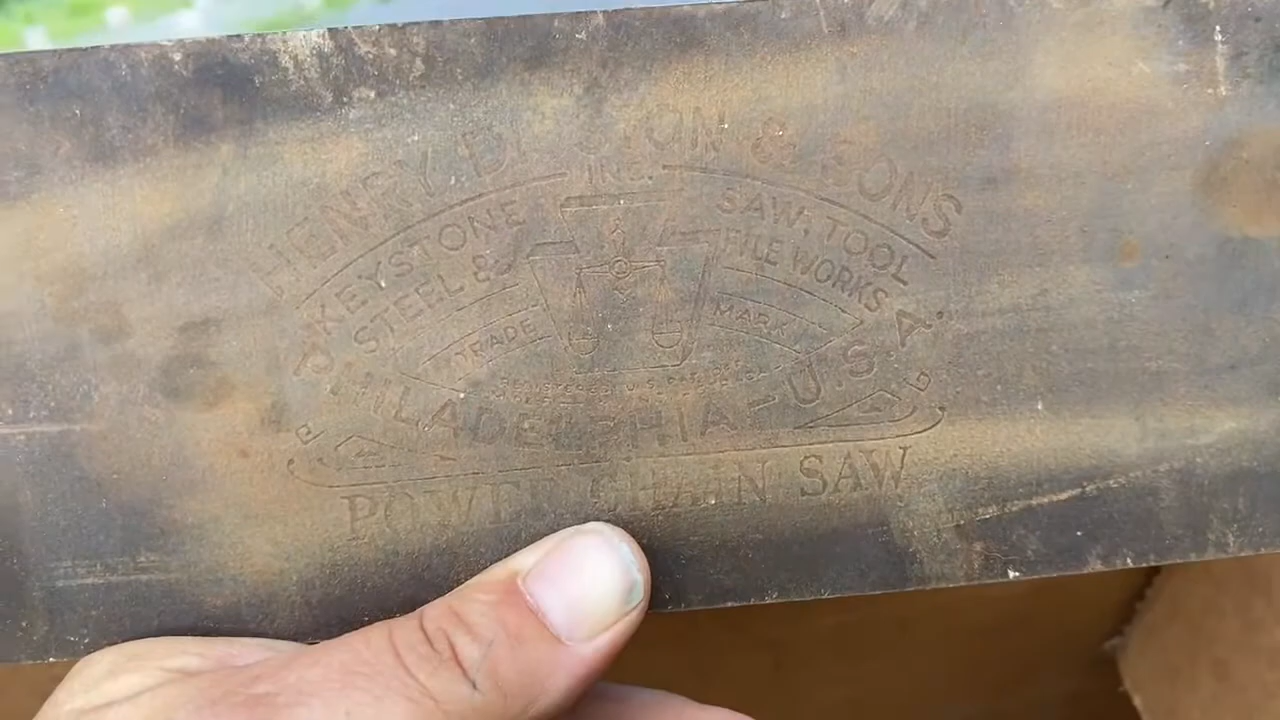 HENRY DISSTON & SONS
INC.
KEYSTONE SAW, TOOL
STEEL & FILE WORKS
TRADE MARK
PHILADELPHIA - U.S.A.
POWER CHAIN SAW